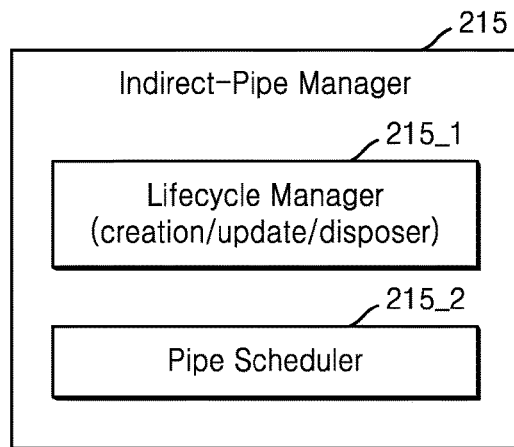 215
Indirect-Pipe Manager
215_1
Lifecycle Manager
(creation/update/disposer)
215_2
Pipe Scheduler